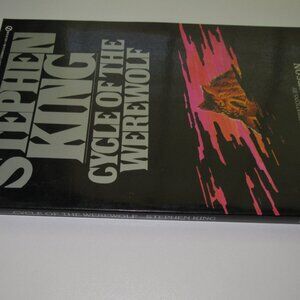 STEPHEN
KING
CYCLE OF THE
WEREWOLF
CYCLE OF THE WEREWOLF STEPHEN KING